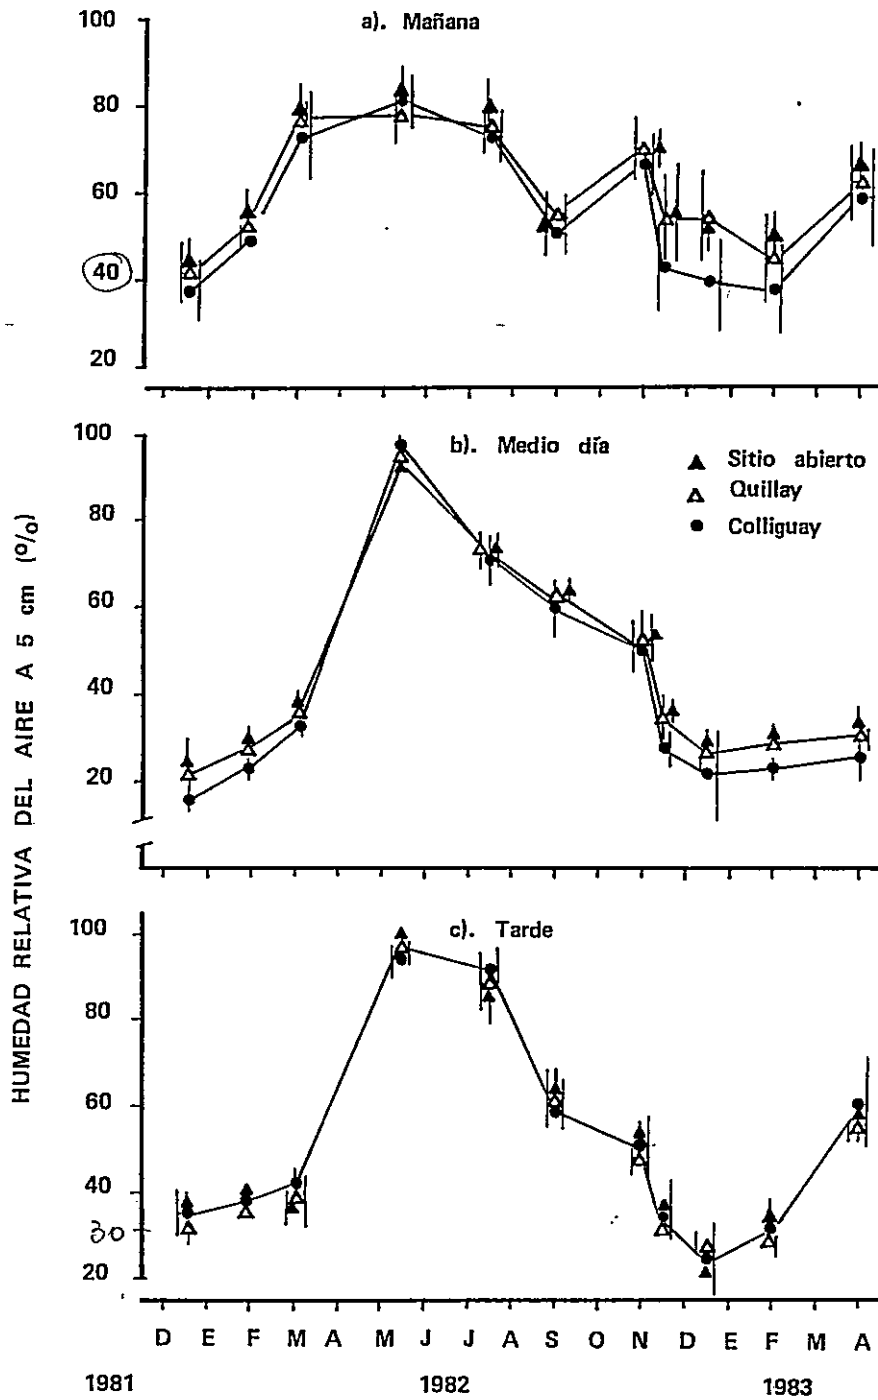 a). Mañana
100
80
60
40
20
b). Medio día
100
80
60
40
20
▲ Sitio abierto
△ Quillay
● Colliguay
HUMEDAD RELATIVA DEL AIRE A 5 cm (%)
c). Tarde
100
80
60
40
30
20
D E F M A M J J A S O N D E F M A
1981 1982 1983